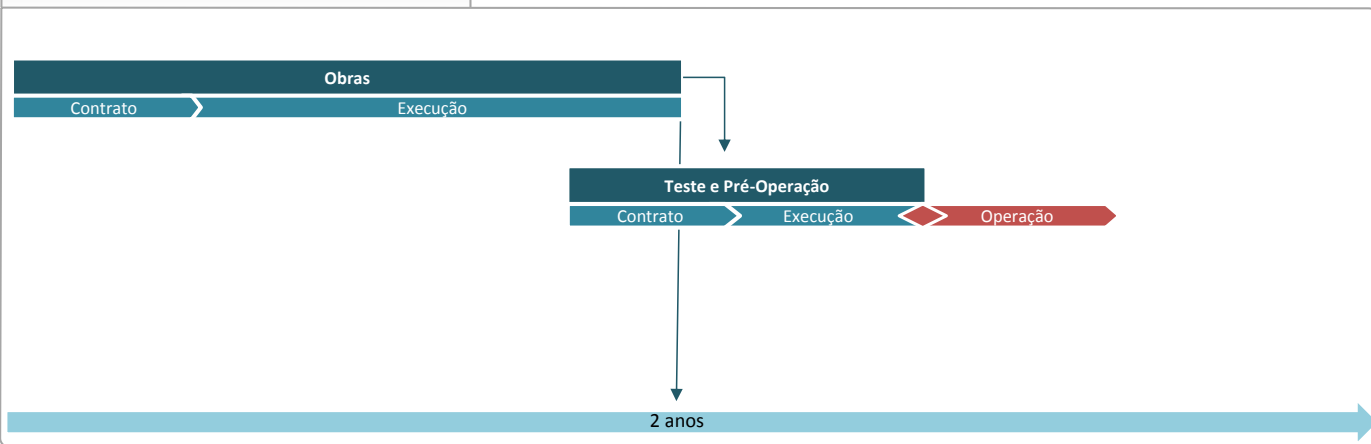 Obras
Contrato
Execução
Teste e Pré-Operação
Contrato
Execução
Operação
2 anos